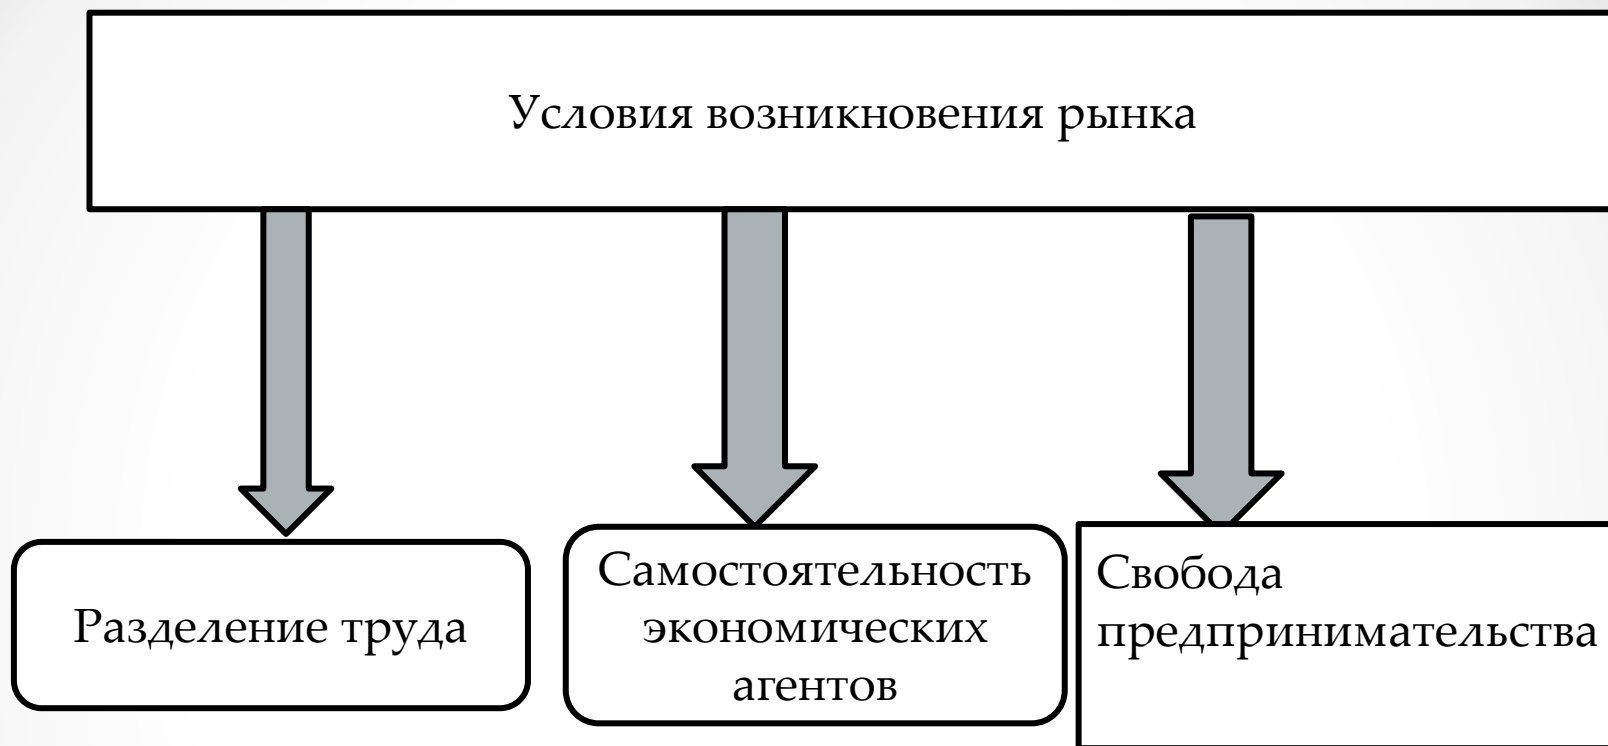 Условия возникновения рынка
Разделение труда
Самостоятельность
экономических
агентов
Свобода
предпринимательства